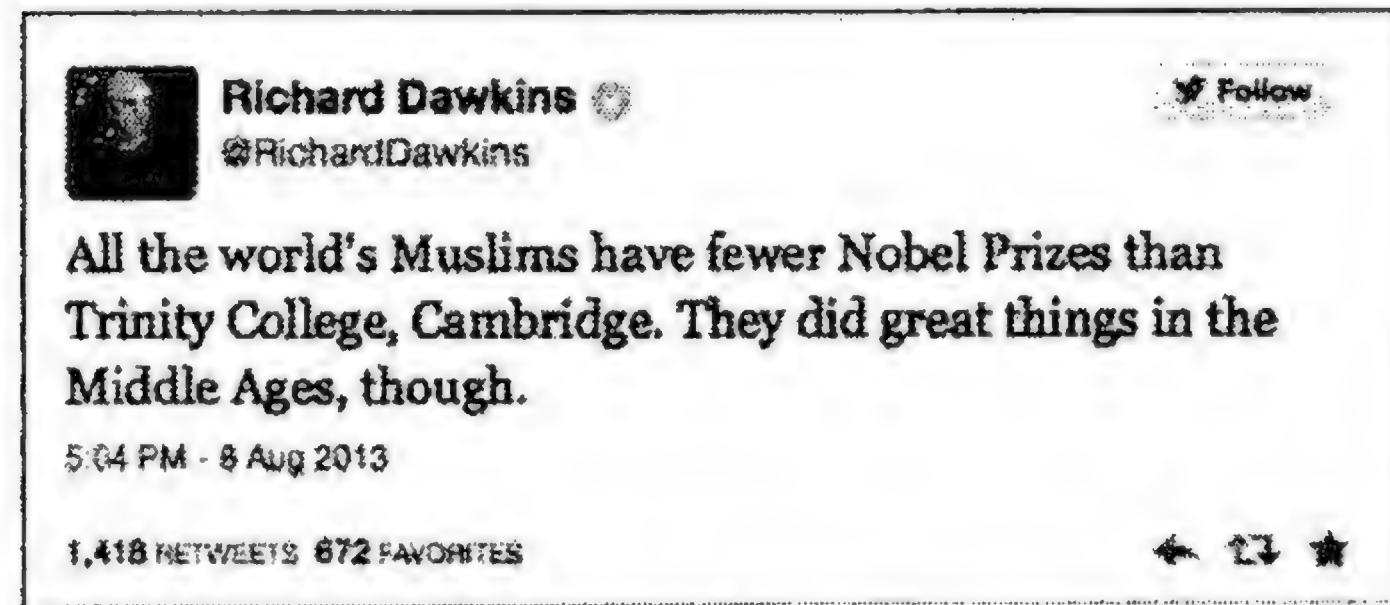 Richard Dawkins
Follow
@RichardDawkins
All the world's Muslims have fewer Nobel Prizes than
Trinity College, Cambridge. They did great things in the
Middle Ages, though.
5:04 PM - 8 Aug 2013
1,418 RETWEETS 672 FAVORITES